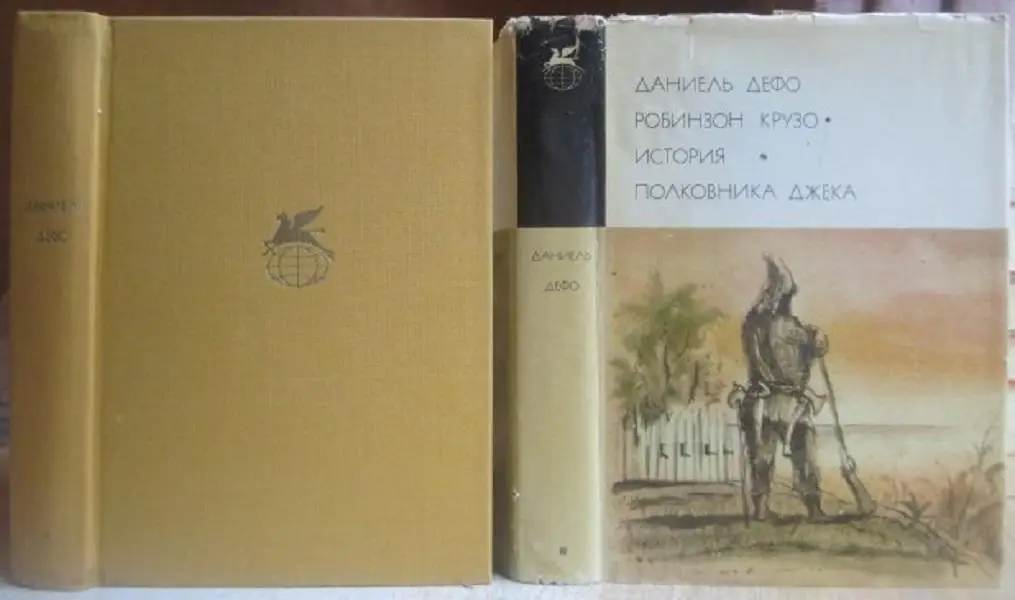 ДАНИЕЛЬ
ДЕФО
ДАНИЕЛЬ ДЕФО
РОБИНЗОН КРУЗО •
ИСТОРИЯ •
ПОЛКОВНИКА ДЖЕКА
ДАНИЕЛЬ
ДЕФО